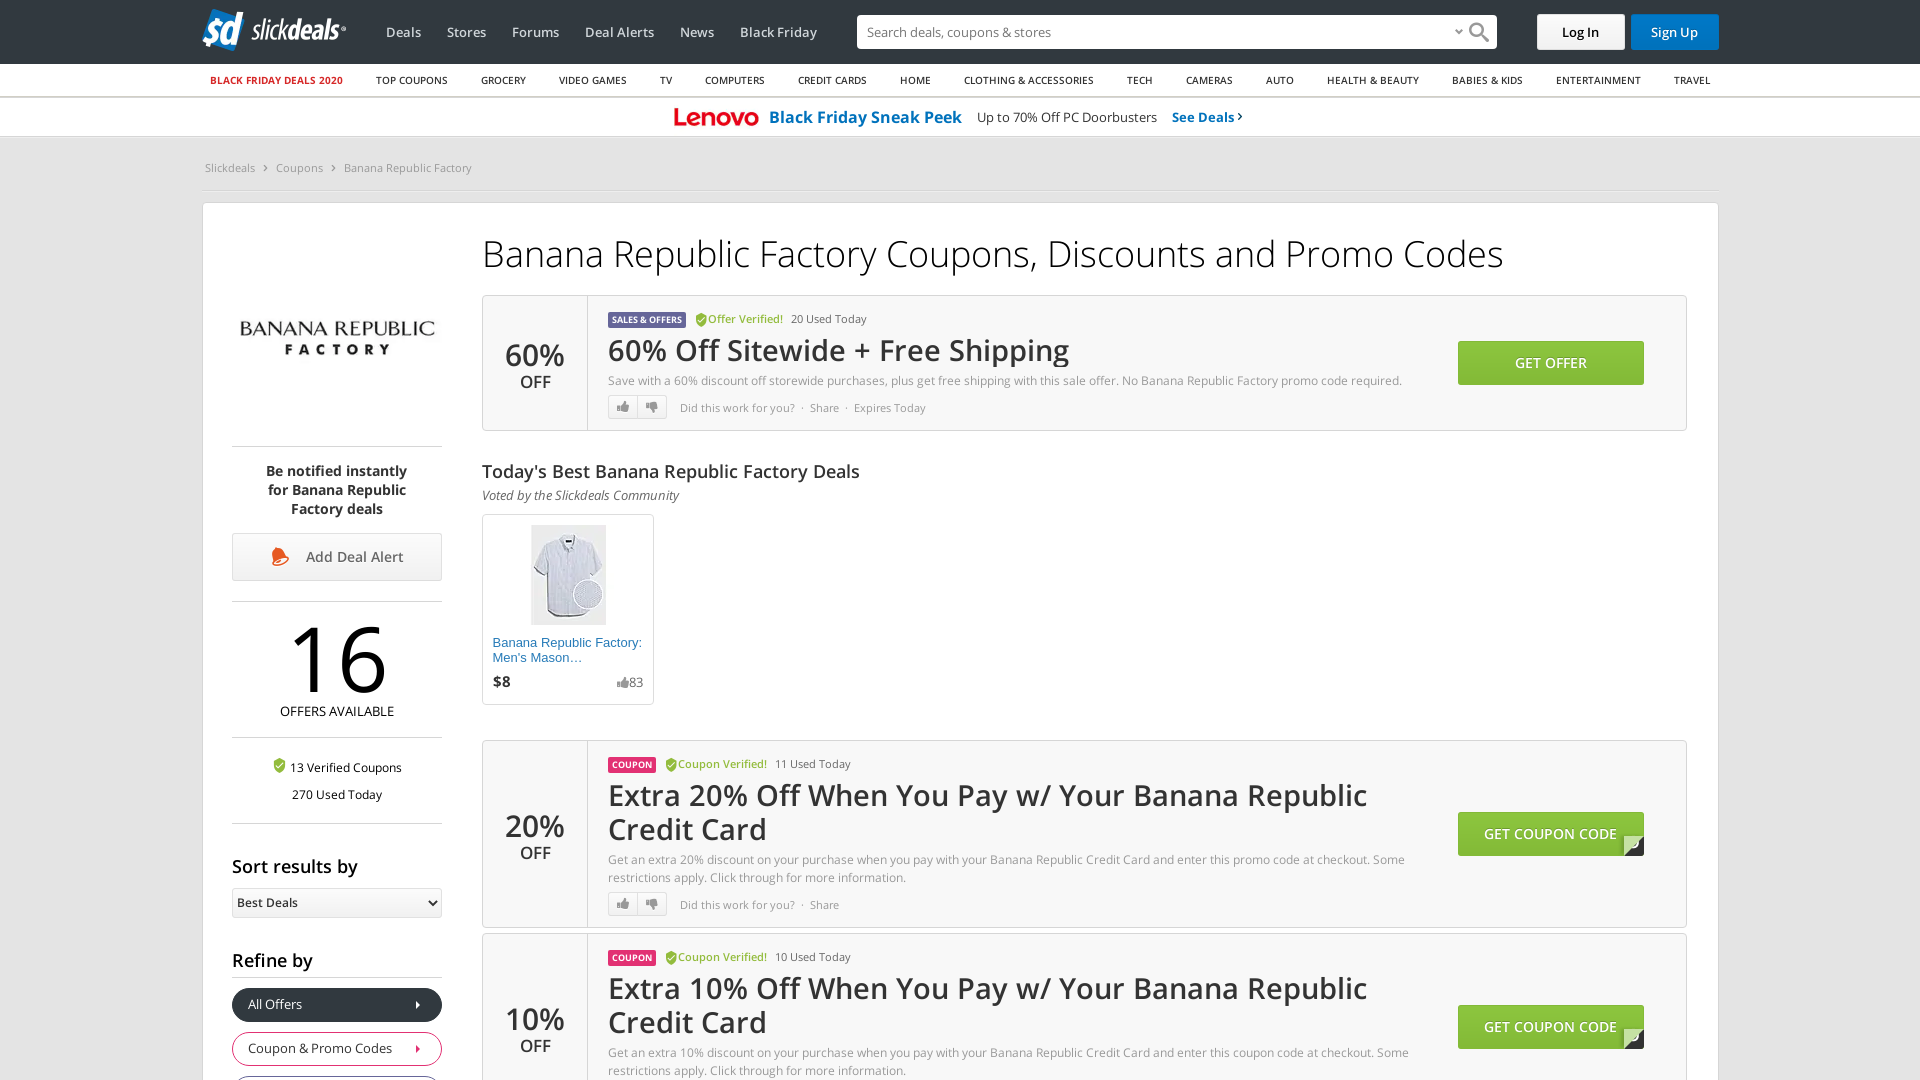 sd slickdeals
Deals Stores Forums Deal Alerts News Black Friday
Search deals, coupons & stores
Log In
Sign Up
BLACK FRIDAY DEALS 2020 TOP COUPONS GROCERY VIDEO GAMES TV COMPUTERS CREDIT CARDS HOME CLOTHING & ACCESSORIES TECH CAMERAS AUTO HEALTH & BEAUTY BABIES & KIDS ENTERTAINMENT TRAVEL
Lenovo Black Friday Sneak Peek Up to 70% Off PC Doorbusters See Deals
Slickdeals Coupons Banana Republic Factory
BANANA REPUBLIC
FACTORY
Be notified instantly
for Banana Republic
Factory deals
Add Deal Alert
16
OFFERS AVAILABLE
13 Verified Coupons
270 Used Today
Sort results by
Best Deals
Refine by
All Offers
Coupon & Promo Codes
Banana Republic Factory Coupons, Discounts and Promo Codes
60%
OFF
SALES & OFFERS Offer Verified! 20 Used Today
60% Off Sitewide + Free Shipping
Save with a 60% discount off storewide purchases, plus get free shipping with this sale offer. No Banana Republic Factory promo code required.
Did this work for you? · Share · Expires Today
GET OFFER
Today's Best Banana Republic Factory Deals
Voted by the Slickdeals Community
Banana Republic Factory:
Men's Mason…
$8 83
20%
OFF
COUPON Coupon Verified! 11 Used Today
Extra 20% Off When You Pay w/ Your Banana Republic
Credit Card
Get an extra 20% discount on your purchase when you pay with your Banana Republic Credit Card and enter this promo code at checkout. Some
restrictions apply. Click through for more information.
Did this work for you? · Share
GET COUPON CODE
10%
OFF
COUPON Coupon Verified! 10 Used Today
Extra 10% Off When You Pay w/ Your Banana Republic
Credit Card
Get an extra 10% discount on your purchase when you pay with your Banana Republic Credit Card and enter this coupon code at checkout. Some
restrictions apply. Click through for more information.
GET COUPON CODE